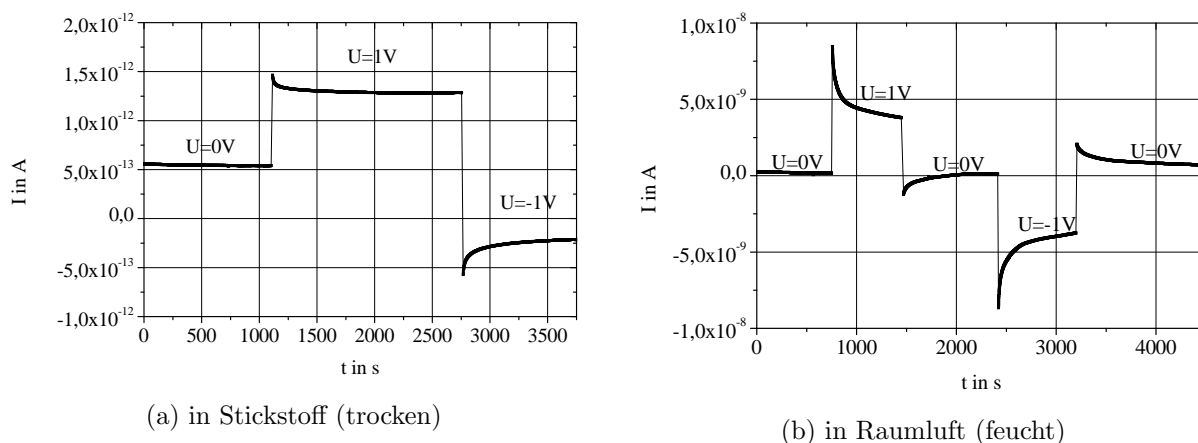 2,0x10-12
1,5x10-12
1,0x10-12
5,0x10-13
0,0
-5,0x10-13
-1,0x10-12
I in A
U=0V
U=1V
U=-1V
0 500 1000 1500 2000 2500 3000 3500
t in s
(a) in Stickstoff (trocken)
1,0x10-8
5,0x10-9
0,0
-5,0x10-9
-1,0x10-8
I in A
U=0V
U=1V
U=0V
U=-1V
U=0V
0 1000 2000 3000 4000
t in s
(b) in Raumluft (feucht)